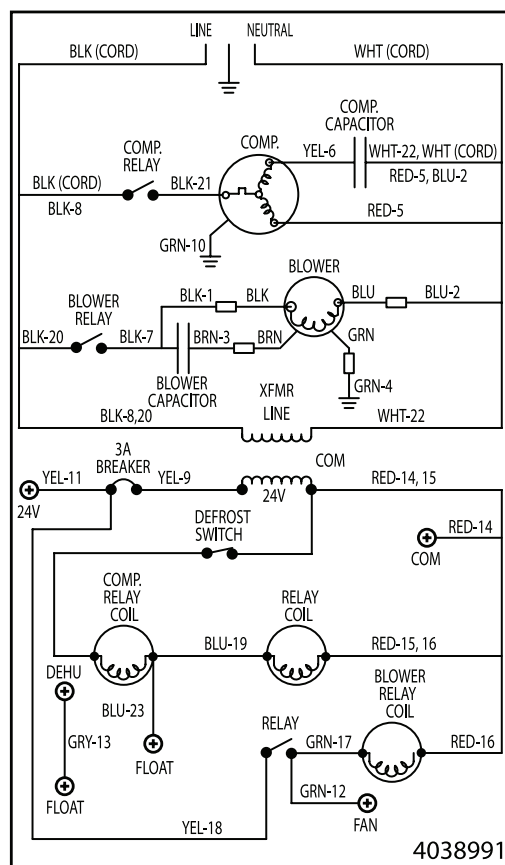 LINE NEUTRAL
BLK (CORD) WHT (CORD)
COMP.
CAPACITOR
COMP.
RELAY
COMP.
YEL-6 WHT-22, WHT (CORD)
BLK (CORD) BLK-21 RED-5, BLU-2
BLK-8 RED-5
GRN-10
BLOWER
BLK-1 BLK BLU BLU-2
BLOWER
RELAY
BLK-20 BLK-7 BRN-3 BRN GRN
BLOWER
CAPACITOR
GRN-4
XFMR
LINE
BLK-8,20 WHT-22
3A
BREAKER
COM
YEL-11 YEL-9 RED-14, 15
24V 24V
DEFROST
SWITCH
RED-14
COM
COMP.
RELAY
COIL
RELAY
COIL
BLU-19 RED-15, 16
DEHU
BLOWER
RELAY
COIL
BLU-23
RELAY
GRY-13 GRN-17 RED-16
FLOAT
FLOAT
GRN-12
FAN
YEL-18
4038991